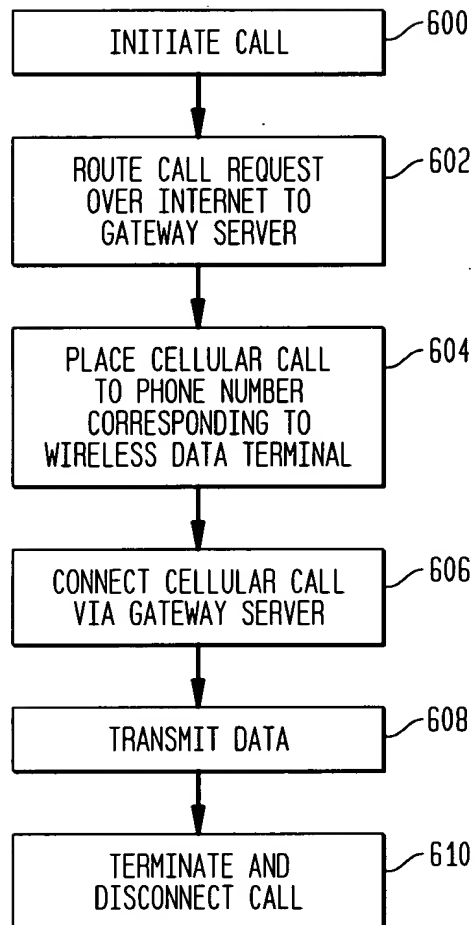 INITIATE CALL
600
ROUTE CALL REQUEST
OVER INTERNET TO
GATEWAY SERVER
602
PLACE CELLULAR CALL
TO PHONE NUMBER
CORRESPONDING TO
WIRELESS DATA TERMINAL
604
CONNECT CELLULAR CALL
VIA GATEWAY SERVER
606
TRANSMIT DATA
608
TERMINATE AND
DISCONNECT CALL
610